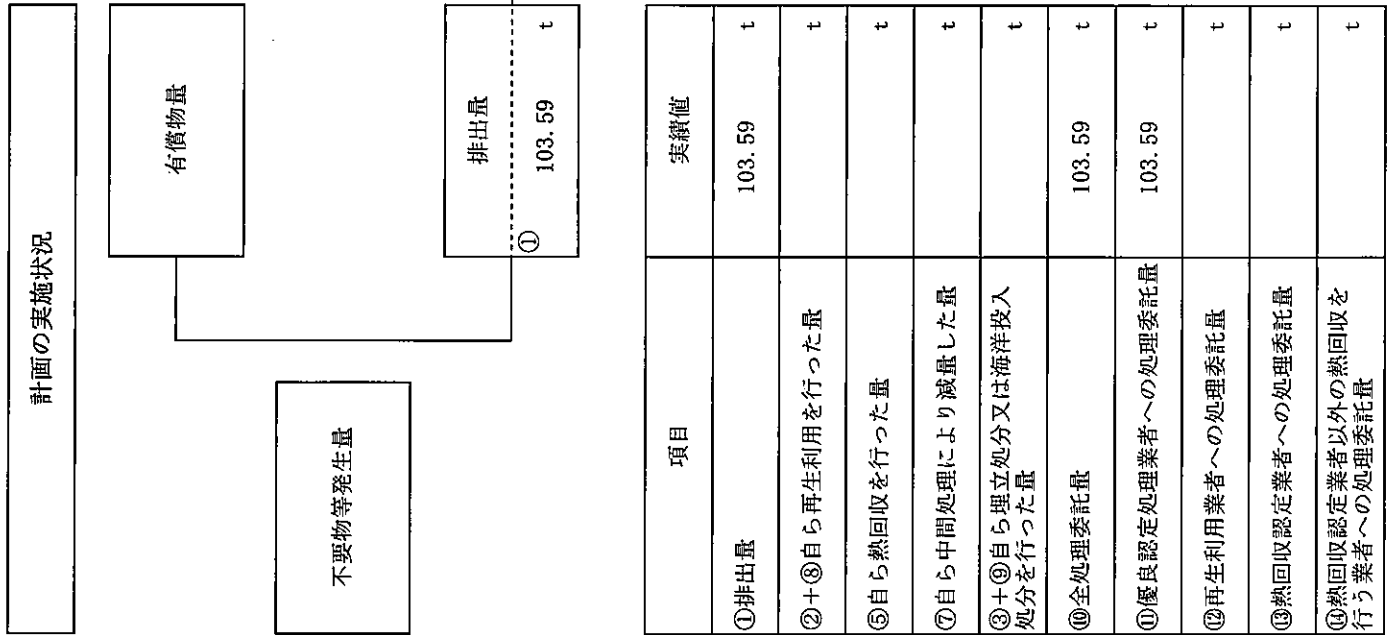 計画の実施状況
有償物量
不要物等発生量
排出量
① 103.59 t
項目 実績値
①排出量 103.59 t
②+⑧自ら再生利用を行った量 t
⑤自ら熱回収を行った量 t
⑦自ら中間処理により減量した量 t
③+⑨自ら埋立処分又は海洋投入
処分を行った量 t
⑩全処理委託量 103.59 t
⑪優良認定処理業者への処理委託量 103.59 t
⑫再生利用業者への処理委託量 t
⑬熱回収認定業者への処理委託量 t
⑭熱回収認定業者以外の熱回収を
行う業者への処理委託量 t